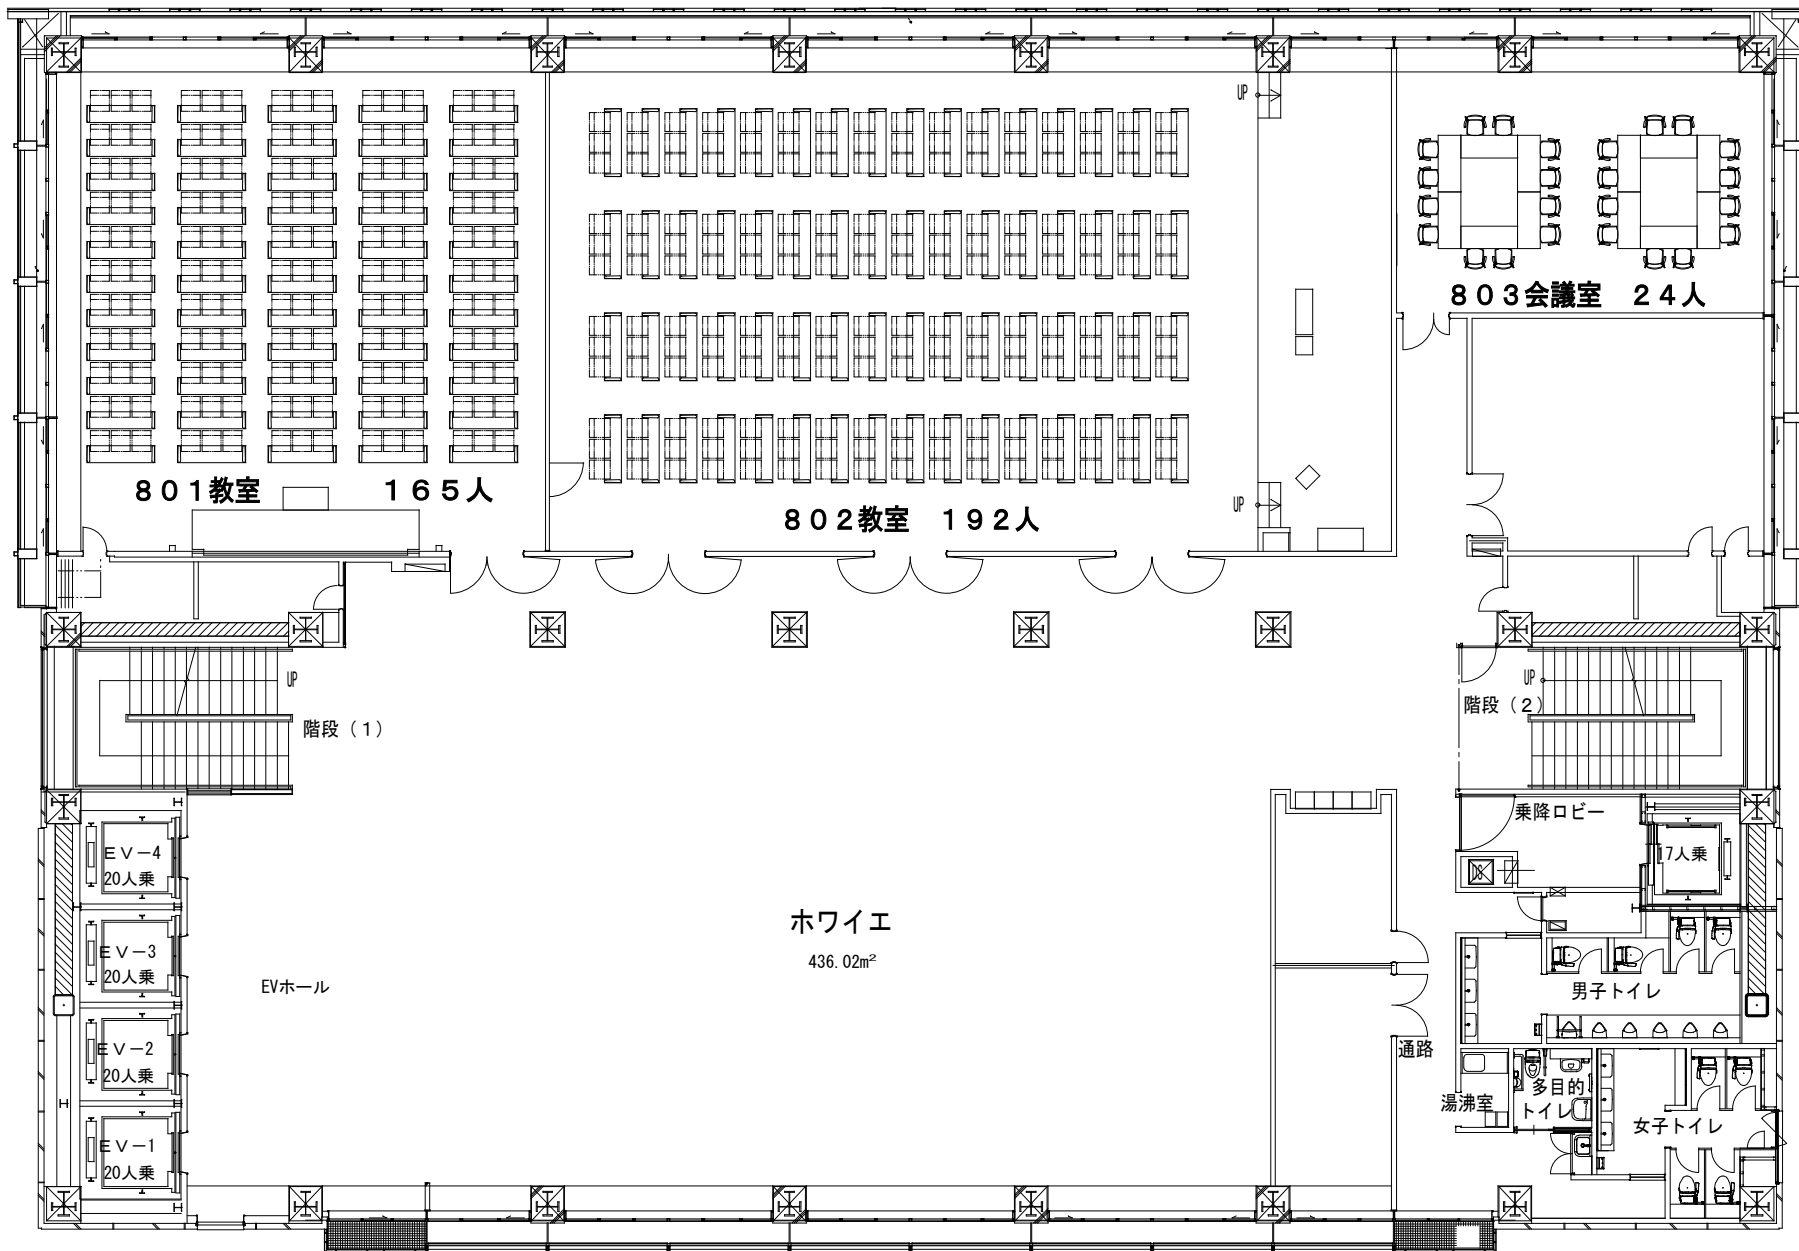 UP
８０３会議室　２４人
８０１教室　１６５人
UP
８０２教室　１９２人
UP
階段（１）
UP
階段（２）
乗降ロビー
17人乗
DS
ＥＶ－4
20人乗
ホワイエ
436.02m²
ＥＶ－3
20人乗
EVホール
男子トイレ
ＥＶ－2
20人乗
通路
湯沸室
多目的
トイレ
女子トイレ
ＥＶ－1
20人乗